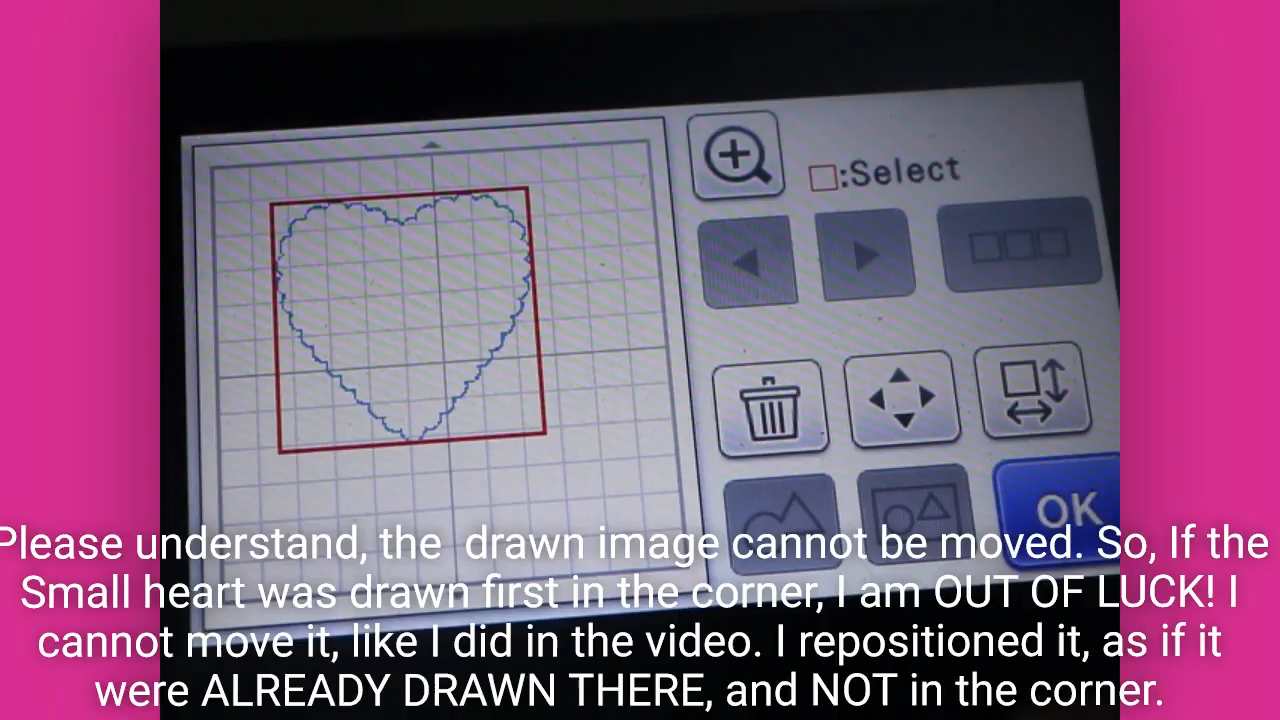 :Select
OK
Please understand, the drawn image cannot be moved. So, If the
Small heart was drawn first in the corner, I am OUT OF LUCK! I
cannot move it, like I did in the video. I repositioned it, as if it
were ALREADY DRAWN THERE, and NOT in the corner.